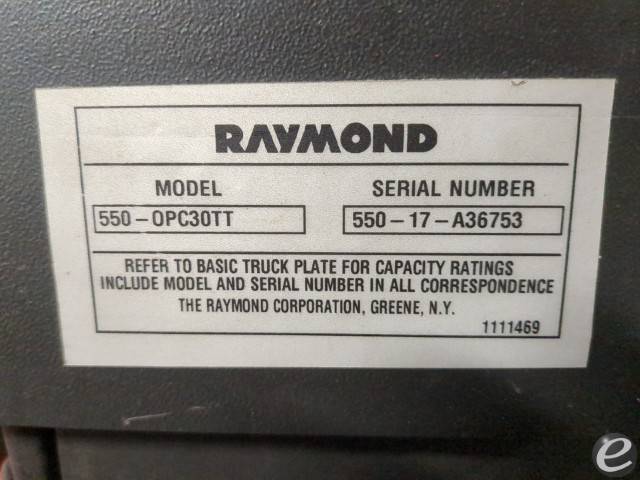 RAYMOND
MODEL
SERIAL NUMBER
550-OPC30TT
550-17-A36753
REFER TO BASIC TRUCK PLATE FOR CAPACITY RATINGS
INCLUDE MODEL AND SERIAL NUMBER IN ALL CORRESPONDENCE
THE RAYMOND CORPORATION, GREENE, N.Y.
1111469
e